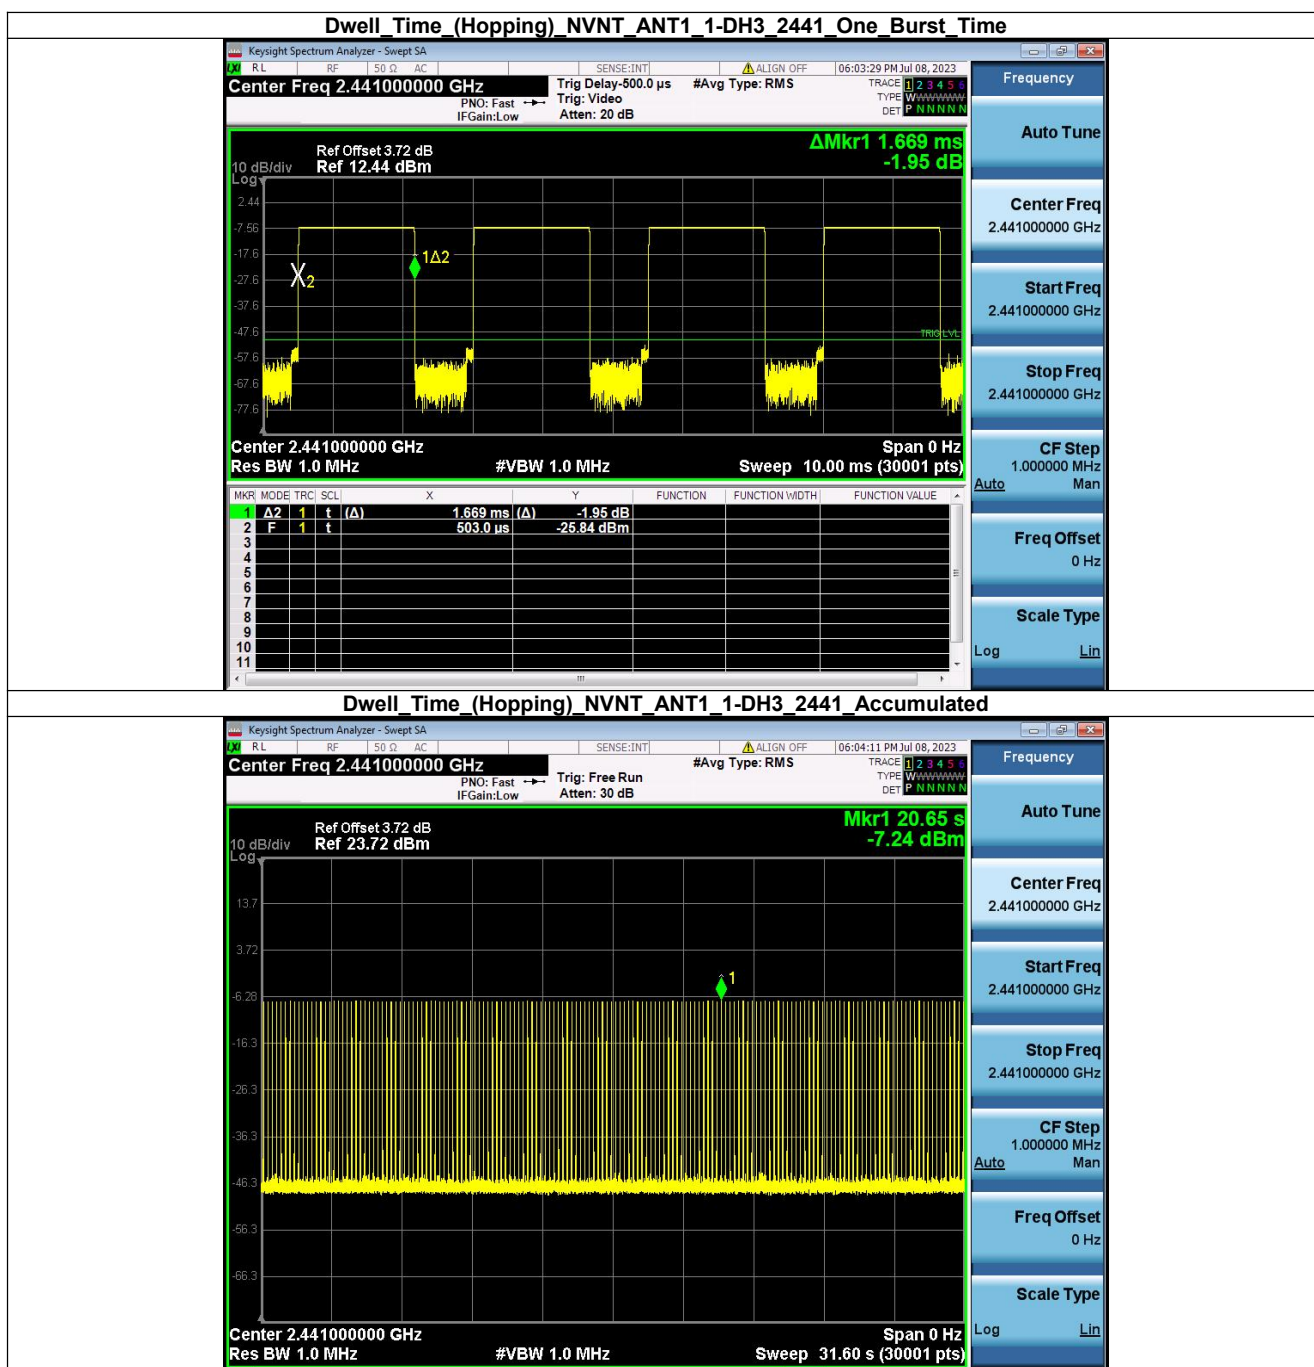 Dwell_Time_(Hopping)_NVNT_ANT1_1-DH3_2441_One_Burst_Time
Keysight Spectrum Analyzer - Swept SA
LXI RL RF 50 Ω AC SENSE:INT ALIGN OFF 06:03:29 PM Jul 08, 2023
Center Freq 2.441000000 GHz
PNO: Fast
IFGain:Low
Trig Delay-500.0 µs
Trig: Video
Atten: 20 dB
#Avg Type: RMS
TRACE 1 2 3 4 5 6
TYPE WWWWWW
DET P N N N N N
Ref Offset 3.72 dB
10 dB/div Ref 12.44 dBm
Log
ΔMkr1 1.669 ms
-1.95 dB
2.44
-7.56
-17.6
-27.6
-37.6
-47.6
-57.6
-67.6
-77.6
X2
1Δ2
TRIG LVL
Center 2.441000000 GHz Span 0 Hz
Res BW 1.0 MHz #VBW 1.0 MHz Sweep 10.00 ms (30001 pts)
MKR MODE TRC SCL X Y FUNCTION FUNCTION WIDTH FUNCTION VALUE
1 Δ2 1 t (Δ) 1.669 ms (Δ) -1.95 dB
2 F 1 t 503.0 µs -25.84 dBm
3
4
5
6
7
8
9
10
11
Frequency
Auto Tune
Center Freq
2.441000000 GHz
Start Freq
2.441000000 GHz
Stop Freq
2.441000000 GHz
CF Step
1.000000 MHz
Auto Man
Freq Offset
0 Hz
Scale Type
Log Lin
Dwell_Time_(Hopping)_NVNT_ANT1_1-DH3_2441_Accumulated
Keysight Spectrum Analyzer - Swept SA
LXI RL RF 50 Ω AC SENSE:INT ALIGN OFF 06:04:11 PM Jul 08, 2023
Center Freq 2.441000000 GHz
PNO: Fast
IFGain:Low
Trig: Free Run
Atten: 30 dB
#Avg Type: RMS
TRACE 1 2 3 4 5 6
TYPE WWWWWW
DET P N N N N N
Ref Offset 3.72 dB
10 dB/div Ref 23.72 dBm
Log
Mkr1 20.65 s
-7.24 dBm
13.7
3.72
-6.28
-16.3
-26.3
-36.3
-46.3
-56.3
-66.3
1
Center 2.441000000 GHz Span 0 Hz
Res BW 1.0 MHz #VBW 1.0 MHz Sweep 31.60 s (30001 pts)
Frequency
Auto Tune
Center Freq
2.441000000 GHz
Start Freq
2.441000000 GHz
Stop Freq
2.441000000 GHz
CF Step
1.000000 MHz
Auto Man
Freq Offset
0 Hz
Scale Type
Log Lin